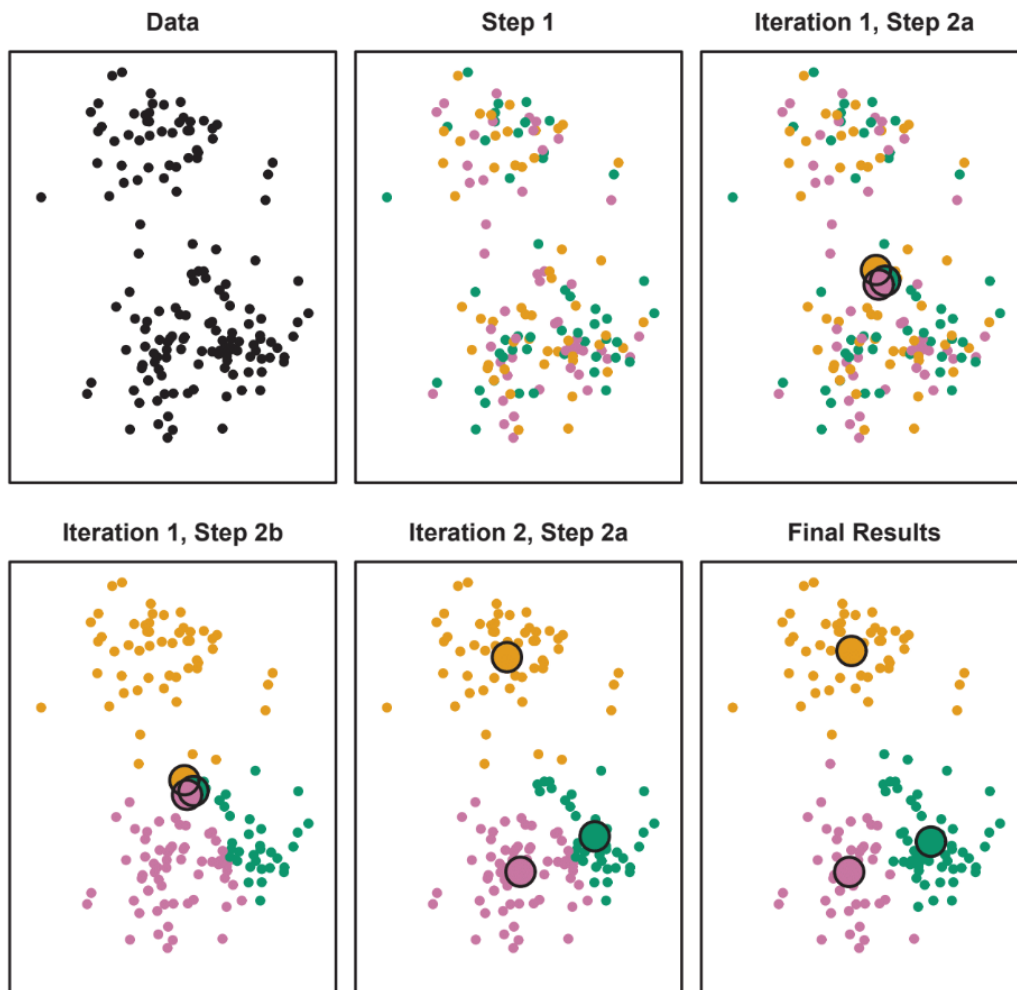 Data
Step 1
Iteration 1, Step 2a
Iteration 1, Step 2b
Iteration 2, Step 2a
Final Results